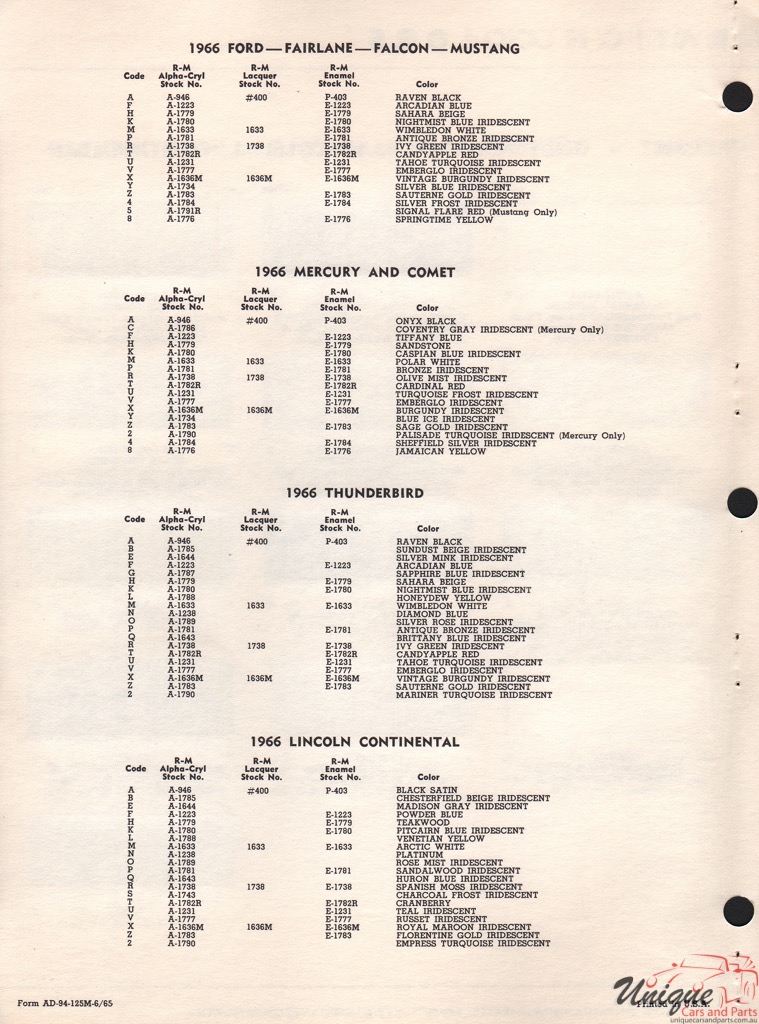 1966 FORD — FAIRLANE — FALCON — MUSTANG
Code R-M Alpha-Cryl Stock No. R-M Lacquer Stock No. R-M Enamel Stock No. Color
A A-946 #400 P-403 RAVEN BLACK
F A-1223 E-1223 ARCADIAN BLUE
H A-1779 E-1779 SAHARA BEIGE
K A-1780 E-1780 NIGHTMIST BLUE IRIDESCENT
M A-1633 1633 E-1633 WIMBLEDON WHITE
P A-1781 E-1781 ANTIQUE BRONZE IRIDESCENT
R A-1738 1738 E-1738 IVY GREEN IRIDESCENT
T A-1782R E-1782R CANDYAPPLE RED
U A-1231 E-1231 TAHOE TURQUOISE IRIDESCENT
V A-1777 E-1777 EMBERGLO IRIDESCENT
X A-1636M 1636M E-1636M VINTAGE BURGUNDY IRIDESCENT
Y A-1734 SILVER BLUE IRIDESCENT
Z A-1783 E-1783 SAUTERNE GOLD IRIDESCENT
4 A-1784 E-1784 SILVER FROST IRIDESCENT
5 A-1791R SIGNAL FLARE RED (Mustang Only)
8 A-1776 E-1776 SPRINGTIME YELLOW
1966 MERCURY AND COMET
Code R-M Alpha-Cryl Stock No. R-M Lacquer Stock No. R-M Enamel Stock No. Color
A A-946 #400 P-403 ONYX BLACK
C A-1786 COVENTRY GRAY IRIDESCENT (Mercury Only)
F A-1223 E-1223 TIFFANY BLUE
H A-1779 E-1779 SANDSTONE
K A-1780 E-1780 CASPIAN BLUE IRIDESCENT
M A-1633 1633 E-1633 POLAR WHITE
P A-1781 E-1781 BRONZE IRIDESCENT
R A-1738 1738 E-1738 OLIVE MIST IRIDESCENT
T A-1782R E-1782R CARDINAL RED
U A-1231 E-1231 TURQUOISE FROST IRIDESCENT
V A-1777 E-1777 EMBERGLO IRIDESCENT
X A-1636M 1636M E-1636M BURGUNDY IRIDESCENT
Y A-1734 BLUE ICE IRIDESCENT
Z A-1783 E-1783 SAGE GOLD IRIDESCENT
2 A-1790 PALISADE TURQUOISE IRIDESCENT (Mercury Only)
4 A-1784 E-1784 SHEFFIELD SILVER IRIDESCENT
8 A-1776 E-1776 JAMAICAN YELLOW
1966 THUNDERBIRD
Code R-M Alpha-Cryl Stock No. R-M Lacquer Stock No. R-M Enamel Stock No. Color
A A-946 #400 P-403 RAVEN BLACK
B A-1785 SUNDUST BEIGE IRIDESCENT
E A-1644 SILVER MINK IRIDESCENT
F A-1223 E-1223 ARCADIAN BLUE
G A-1787 SAPPHIRE BLUE IRIDESCENT
H A-1779 E-1779 SAHARA BEIGE
K A-1780 E-1780 NIGHTMIST BLUE IRIDESCENT
L A-1788 HONEYDEW YELLOW
M A-1633 1633 E-1633 WIMBLEDON WHITE
N A-1238 DIAMOND BLUE
O A-1789 SILVER ROSE IRIDESCENT
P A-1781 E-1781 ANTIQUE BRONZE IRIDESCENT
Q A-1643 BRITTANY BLUE IRIDESCENT
R A-1738 1738 E-1738 IVY GREEN IRIDESCENT
T A-1782R E-1782R CANDYAPPLE RED
U A-1231 E-1231 TAHOE TURQUOISE IRIDESCENT
V A-1777 E-1777 EMBERGLO IRIDESCENT
X A-1636M 1636M E-1636M VINTAGE BURGUNDY IRIDESCENT
Z A-1783 E-1783 SAUTERNE GOLD IRIDESCENT
2 A-1790 MARINER TURQUOISE IRIDESCENT
1966 LINCOLN CONTINENTAL
Code R-M Alpha-Cryl Stock No. R-M Lacquer Stock No. R-M Enamel Stock No. Color
A A-946 #400 P-403 BLACK SATIN
B A-1785 CHESTERFIELD BEIGE IRIDESCENT
E A-1644 MADISON GRAY IRIDESCENT
F A-1223 E-1223 POWDER BLUE
H A-1779 E-1779 TEAKWOOD
K A-1780 E-1780 PITCAIRN BLUE IRIDESCENT
L A-1788 VENETIAN YELLOW
M A-1633 1633 E-1633 ARCTIC WHITE
N A-1238 PLATINUM
O A-1789 ROSE MIST IRIDESCENT
P A-1781 E-1781 SANDALWOOD IRIDESCENT
Q A-1643 HURON BLUE IRIDESCENT
R A-1738 1738 E-1738 SPANISH MOSS IRIDESCENT
S A-1743 CHARCOAL FROST IRIDESCENT
T A-1782R E-1782R CRANBERRY
U A-1231 E-1231 TEAL IRIDESCENT
V A-1777 E-1777 RUSSET IRIDESCENT
X A-1636M 1636M E-1636M ROYAL MAROON IRIDESCENT
Z A-1783 E-1783 FLORENTINE GOLD IRIDESCENT
2 A-1790 EMPRESS TURQUOISE IRIDESCENT
Form AD-94-125M-6/65
Printed in U.S.A.
Unique Cars and Parts
uniquecarsandparts.com.au